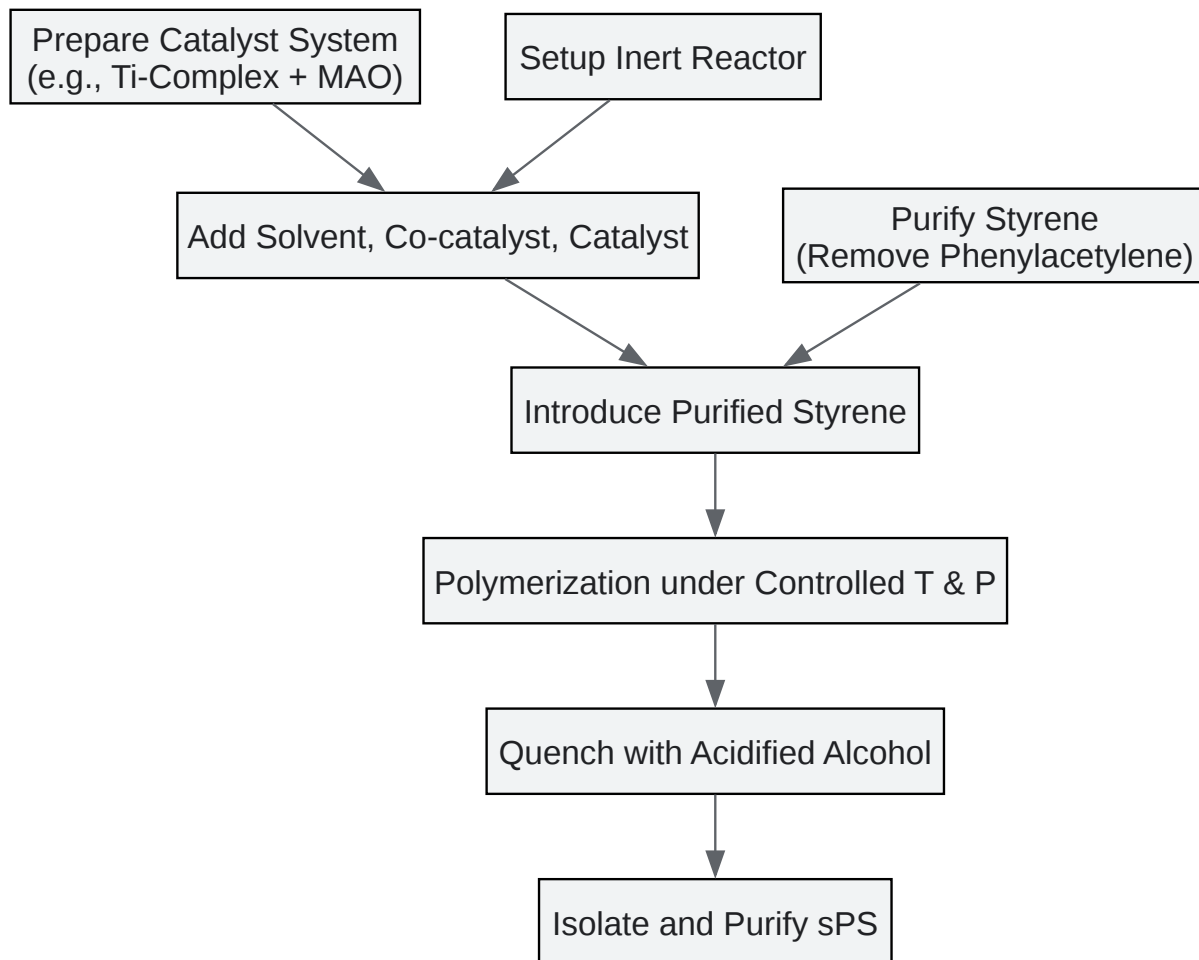 Prepare Catalyst System
(e.g., Ti-Complex + MAO)
Setup Inert Reactor
Add Solvent, Co-catalyst, Catalyst
Purify Styrene
(Remove Phenylacetylene)
Introduce Purified Styrene
Polymerization under Controlled T & P
Quench with Acidified Alcohol
Isolate and Purify sPS